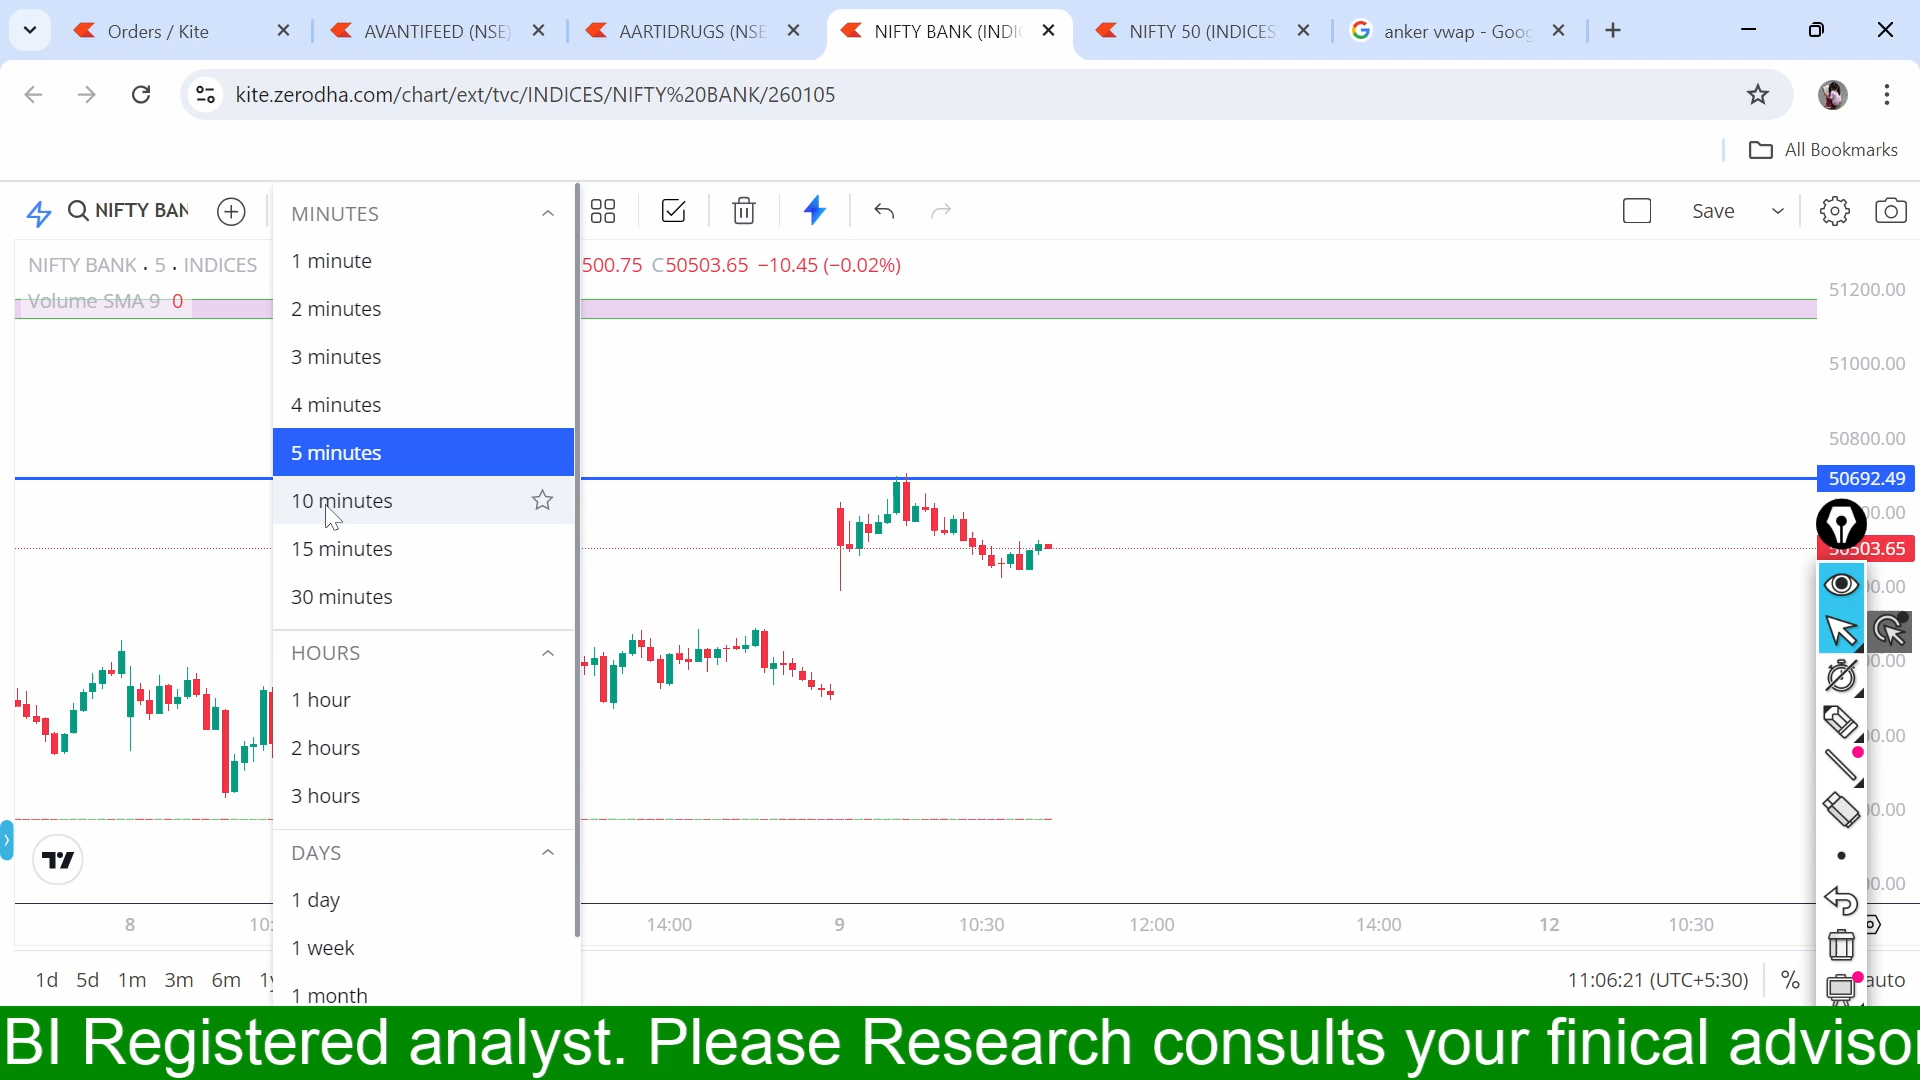 Orders / Kite
AVANTIFEED (NSE)
AARTIDRUGS (NSE
NIFTY BANK (INDI
NIFTY 50 (INDICES
anker vwap - Goog
kite.zerodha.com/chart/ext/tvc/INDICES/NIFTY%20BANK/260105
All Bookmarks
NIFTY BAN
Save
NIFTY BANK . 5 . INDICES
500.75 C50503.65 −10.45 (−0.02%)
Volume SMA 9 0
MINUTES
1 minute
2 minutes
3 minutes
4 minutes
5 minutes
10 minutes
15 minutes
30 minutes
HOURS
1 hour
2 hours
3 hours
DAYS
1 day
1 week
1 month
51200.00
51000.00
50800.00
50692.49
8
10:
14:00
9
10:30
12:00
14:00
12
10:30
1d 5d 1m 3m 6m 1y
11:06:21 (UTC+5:30)
%
auto
BI Registered analyst. Please Research consults your finical advisor